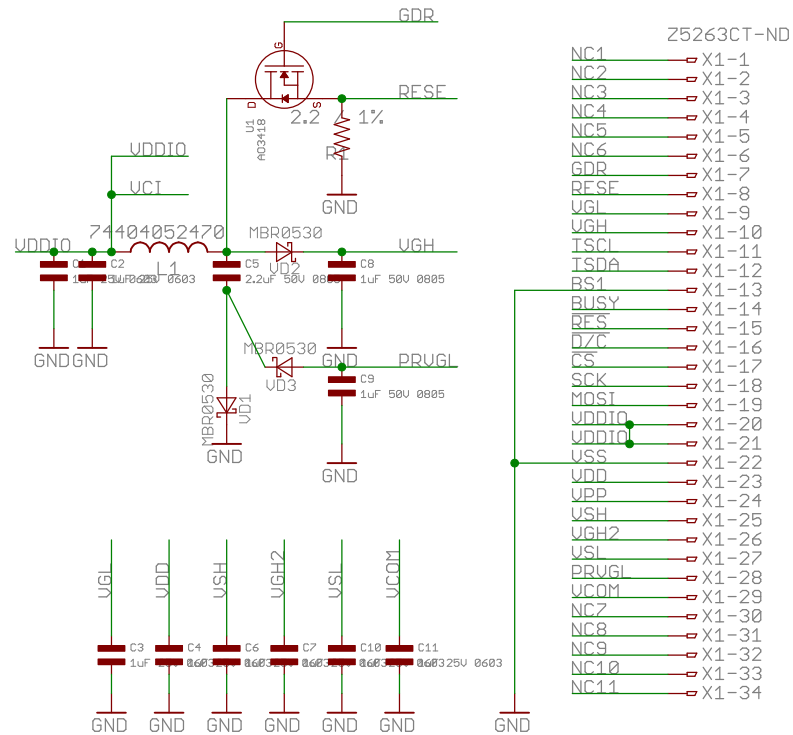 GDR
G
D
S
U1
AO3418
RESE
2.2 / 1%
R1
GND
VDDIO
VCI
VDDIO
74404052470
L1
MBR0530
VD2
VGH
C2
C5
2.2uF 50V 0805
C8
1uF 50V 0805
GND
GND
GND
MBR0530
VD3
PRVGL
C9
1uF 50V 0805
MBR0530
VD1
GND
GND
VGL
VDD
VSH
VGH2
VSL
VCOM
C3
1uF
C4
C6
C7
C10
C11
25V 0603
GND
GND
GND
GND
GND
GND
GND
Z5263CT-ND
NC1 X1-1
NC2 X1-2
NC3 X1-3
NC4 X1-4
NC5 X1-5
NC6 X1-6
GDR X1-7
RESE X1-8
VGL X1-9
VGH X1-10
TSCL X1-11
TSDA X1-12
BS1 X1-13
BUSY X1-14
RES X1-15
D/C X1-16
CS X1-17
SCK X1-18
MOSI X1-19
VDDIO X1-20
VDDIO X1-21
VSS X1-22
VDD X1-23
VPP X1-24
VSH X1-25
VGH2 X1-26
VSL X1-27
PRVGL X1-28
VCOM X1-29
NC7 X1-30
NC8 X1-31
NC9 X1-32
NC10 X1-33
NC11 X1-34